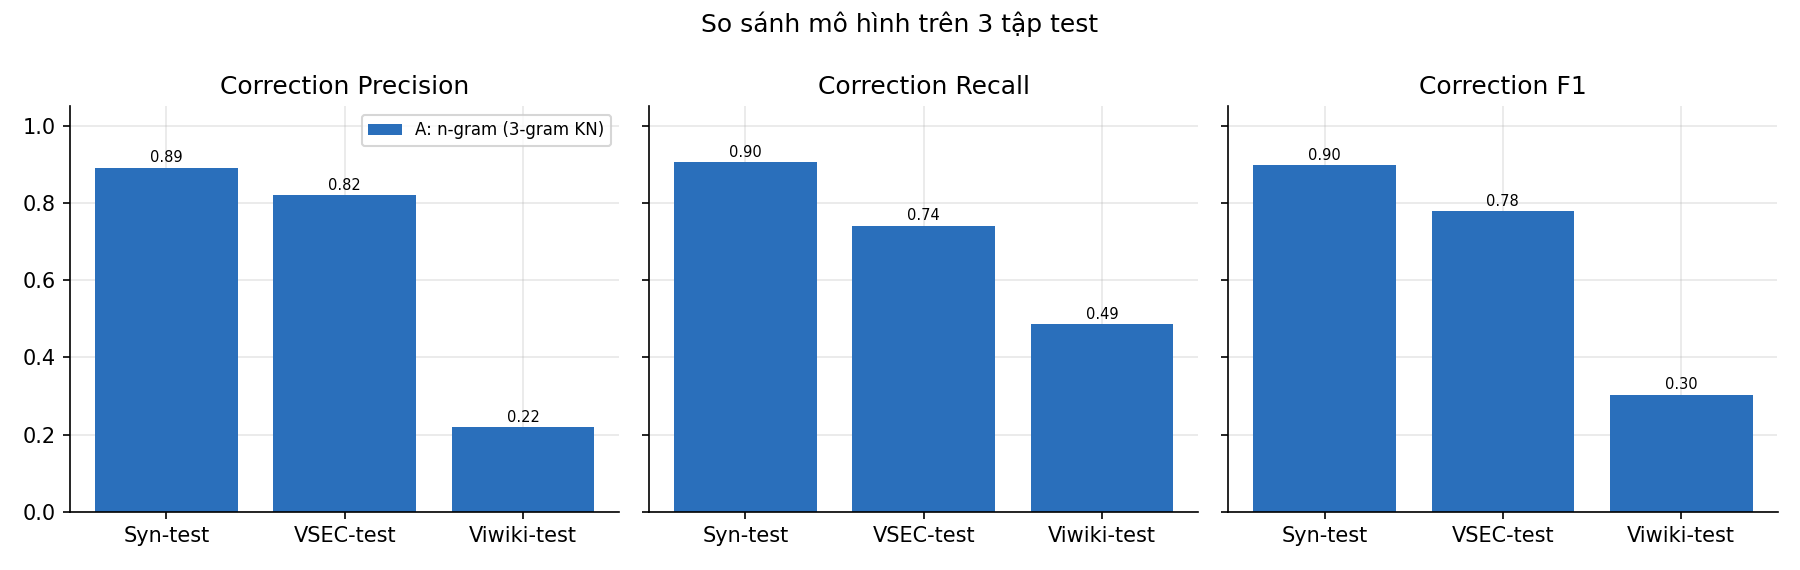 So sánh mô hình trên 3 tập test
Correction Precision
1.0
0.8
0.6
0.4
0.2
0.0
A: n-gram (3-gram KN)
0.89
0.82
0.22
Syn-test
VSEC-test
Viwiki-test
Correction Recall
0.90
0.74
0.49
Syn-test
VSEC-test
Viwiki-test
Correction F1
0.90
0.78
0.30
Syn-test
VSEC-test
Viwiki-test